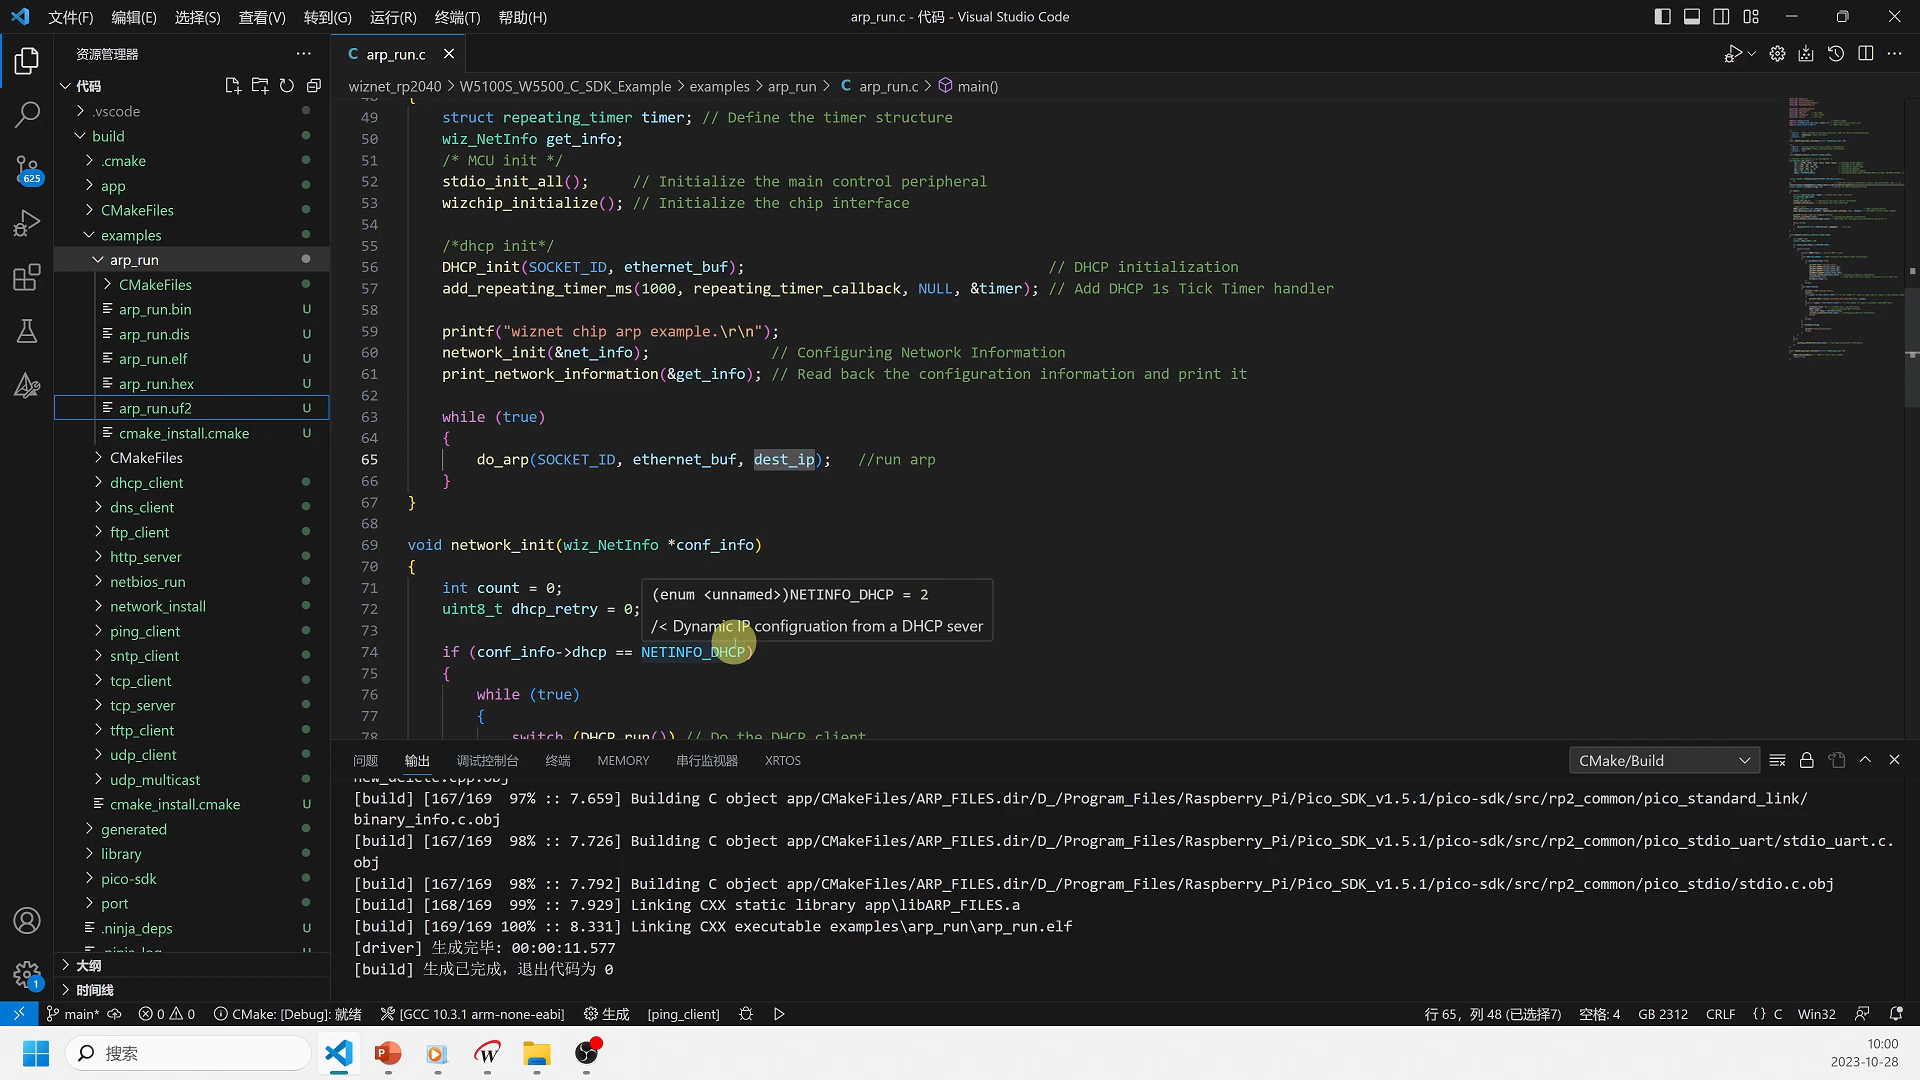 文件(F) 编辑(E) 选择(S) 查看(V) 转到(G) 运行(R) 终端(T) 帮助(H)
arp_run.c - 代码 - Visual Studio Code
资源管理器
代码
.vscode
build
.cmake
app
CMakeFiles
examples
arp_run
CMakeFiles
arp_run.bin U
arp_run.dis U
arp_run.elf U
arp_run.hex U
arp_run.uf2 U
cmake_install.cmake U
CMakeFiles
dhcp_client
dns_client
ftp_client
http_server
netbios_run
network_install
ping_client
sntp_client
tcp_client
tcp_server
tftp_client
udp_client
udp_multicast
cmake_install.cmake U
generated
library
pico-sdk
port
.ninja_deps U
大纲
时间线
625
1
C arp_run.c
wiznet_rp2040 > W5100S_W5500_C_SDK_Example > examples > arp_run > C arp_run.c > main()
49 struct repeating_timer timer; // Define the timer structure
50 wiz_NetInfo get_info;
51 /* MCU init */
52 stdio_init_all(); // Initialize the main control peripheral
53 wizchip_initialize(); // Initialize the chip interface
54
55 /*dhcp init*/
56 DHCP_init(SOCKET_ID, ethernet_buf); // DHCP initialization
57 add_repeating_timer_ms(1000, repeating_timer_callback, NULL, &timer); // Add DHCP 1s Tick Timer handler
58
59 printf("wiznet chip arp example.\r\n");
60 network_init(&net_info); // Configuring Network Information
61 print_network_information(&get_info); // Read back the configuration information and print it
62
63 while (true)
64 {
65 do_arp(SOCKET_ID, ethernet_buf, dest_ip); //run arp
66 }
67 }
68
69 void network_init(wiz_NetInfo *conf_info)
70 {
71 int count = 0;
72 uint8_t dhcp_retry = 0;
(enum <unnamed>)NETINFO_DHCP = 2
/< Dynamic IP configruation from a DHCP sever
73
74 if (conf_info->dhcp == NETINFO_DHCP)
75 {
76 while (true)
77 {
78 switch (DHCP_run()) // Do the DHCP client
问题 输出 调试控制台 终端 MEMORY 串行监视器 XRTOS
CMake/Build
new_delete.cpp.obj
[build] [167/169 97% :: 7.659] Building C object app/CMakeFiles/ARP_FILES.dir/D_/Program_Files/Raspberry_Pi/Pico_SDK_v1.5.1/pico-sdk/src/rp2_common/pico_standard_link/
binary_info.c.obj
[build] [167/169 98% :: 7.726] Building C object app/CMakeFiles/ARP_FILES.dir/D_/Program_Files/Raspberry_Pi/Pico_SDK_v1.5.1/pico-sdk/src/rp2_common/pico_stdio_uart/stdio_uart.c.
obj
[build] [167/169 98% :: 7.792] Building C object app/CMakeFiles/ARP_FILES.dir/D_/Program_Files/Raspberry_Pi/Pico_SDK_v1.5.1/pico-sdk/src/rp2_common/pico_stdio/stdio.c.obj
[build] [168/169 99% :: 7.929] Linking CXX static library app\libARP_FILES.a
[build] [169/169 100% :: 8.331] Linking CXX executable examples\arp_run\arp_run.elf
[driver] 生成完毕: 00:00:11.577
[build] 生成已完成，退出代码为 0
main* 0 0 CMake: [Debug]: 就绪 [GCC 10.3.1 arm-none-eabi] 生成 [ping_client]
行 65，列 48 (已选择7) 空格: 4 GB 2312 CRLF {} C Win32
搜索
10:00
2023-10-28